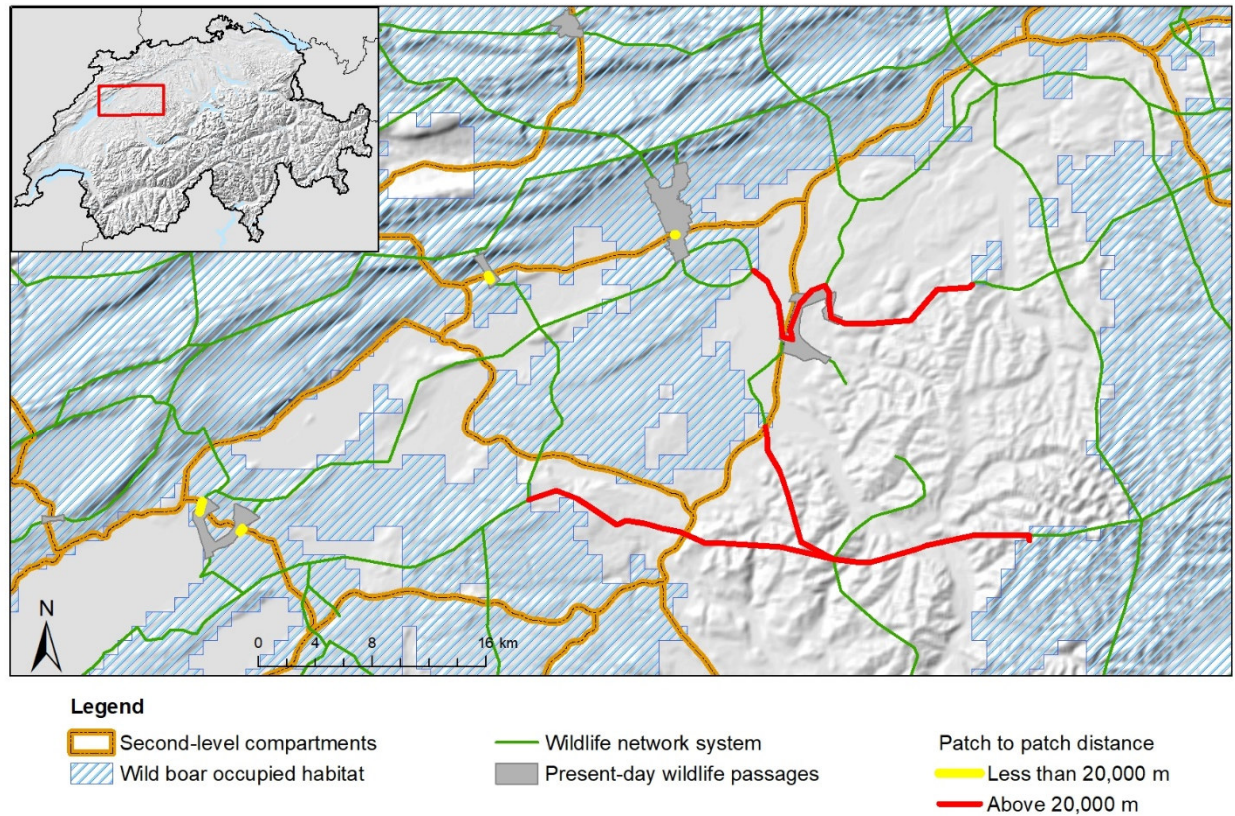 N
0 4 8 16 km
Legend
Second-level compartments
Wild boar occupied habitat
Wildlife network system
Present-day wildlife passages
Patch to patch distance
Less than 20,000 m
Above 20,000 m